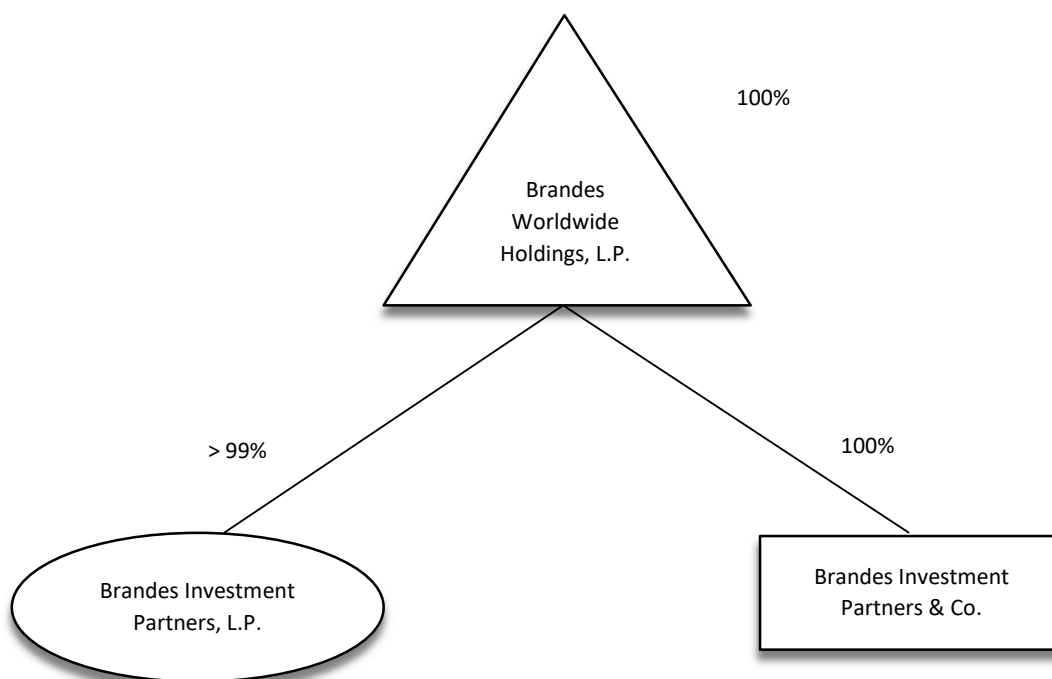 100%
Brandes
Worldwide
Holdings, L.P.
> 99%
100%
Brandes Investment
Partners, L.P.
Brandes Investment
Partners & Co.